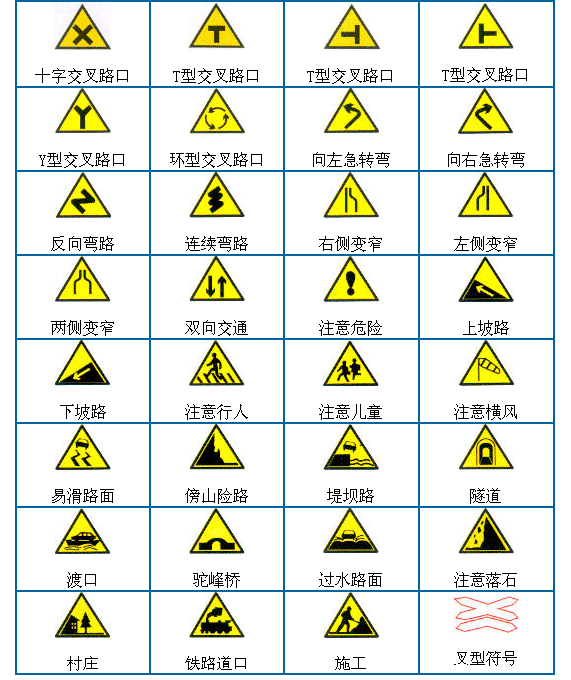 十字交叉路口 T型交叉路口 T型交叉路口 T型交叉路口
Y型交叉路口 环型交叉路口 向左急转弯 向右急转弯
反向弯路 连续弯路 右侧变窄 左侧变窄
两侧变窄 双向交通 注意危险 上坡路
下坡路 注意行人 注意儿童 注意横风
易滑路面 傍山险路 堤坝路 隧道
渡口 驼峰桥 过水路面 注意落石
村庄 铁路道口 施工 叉型符号